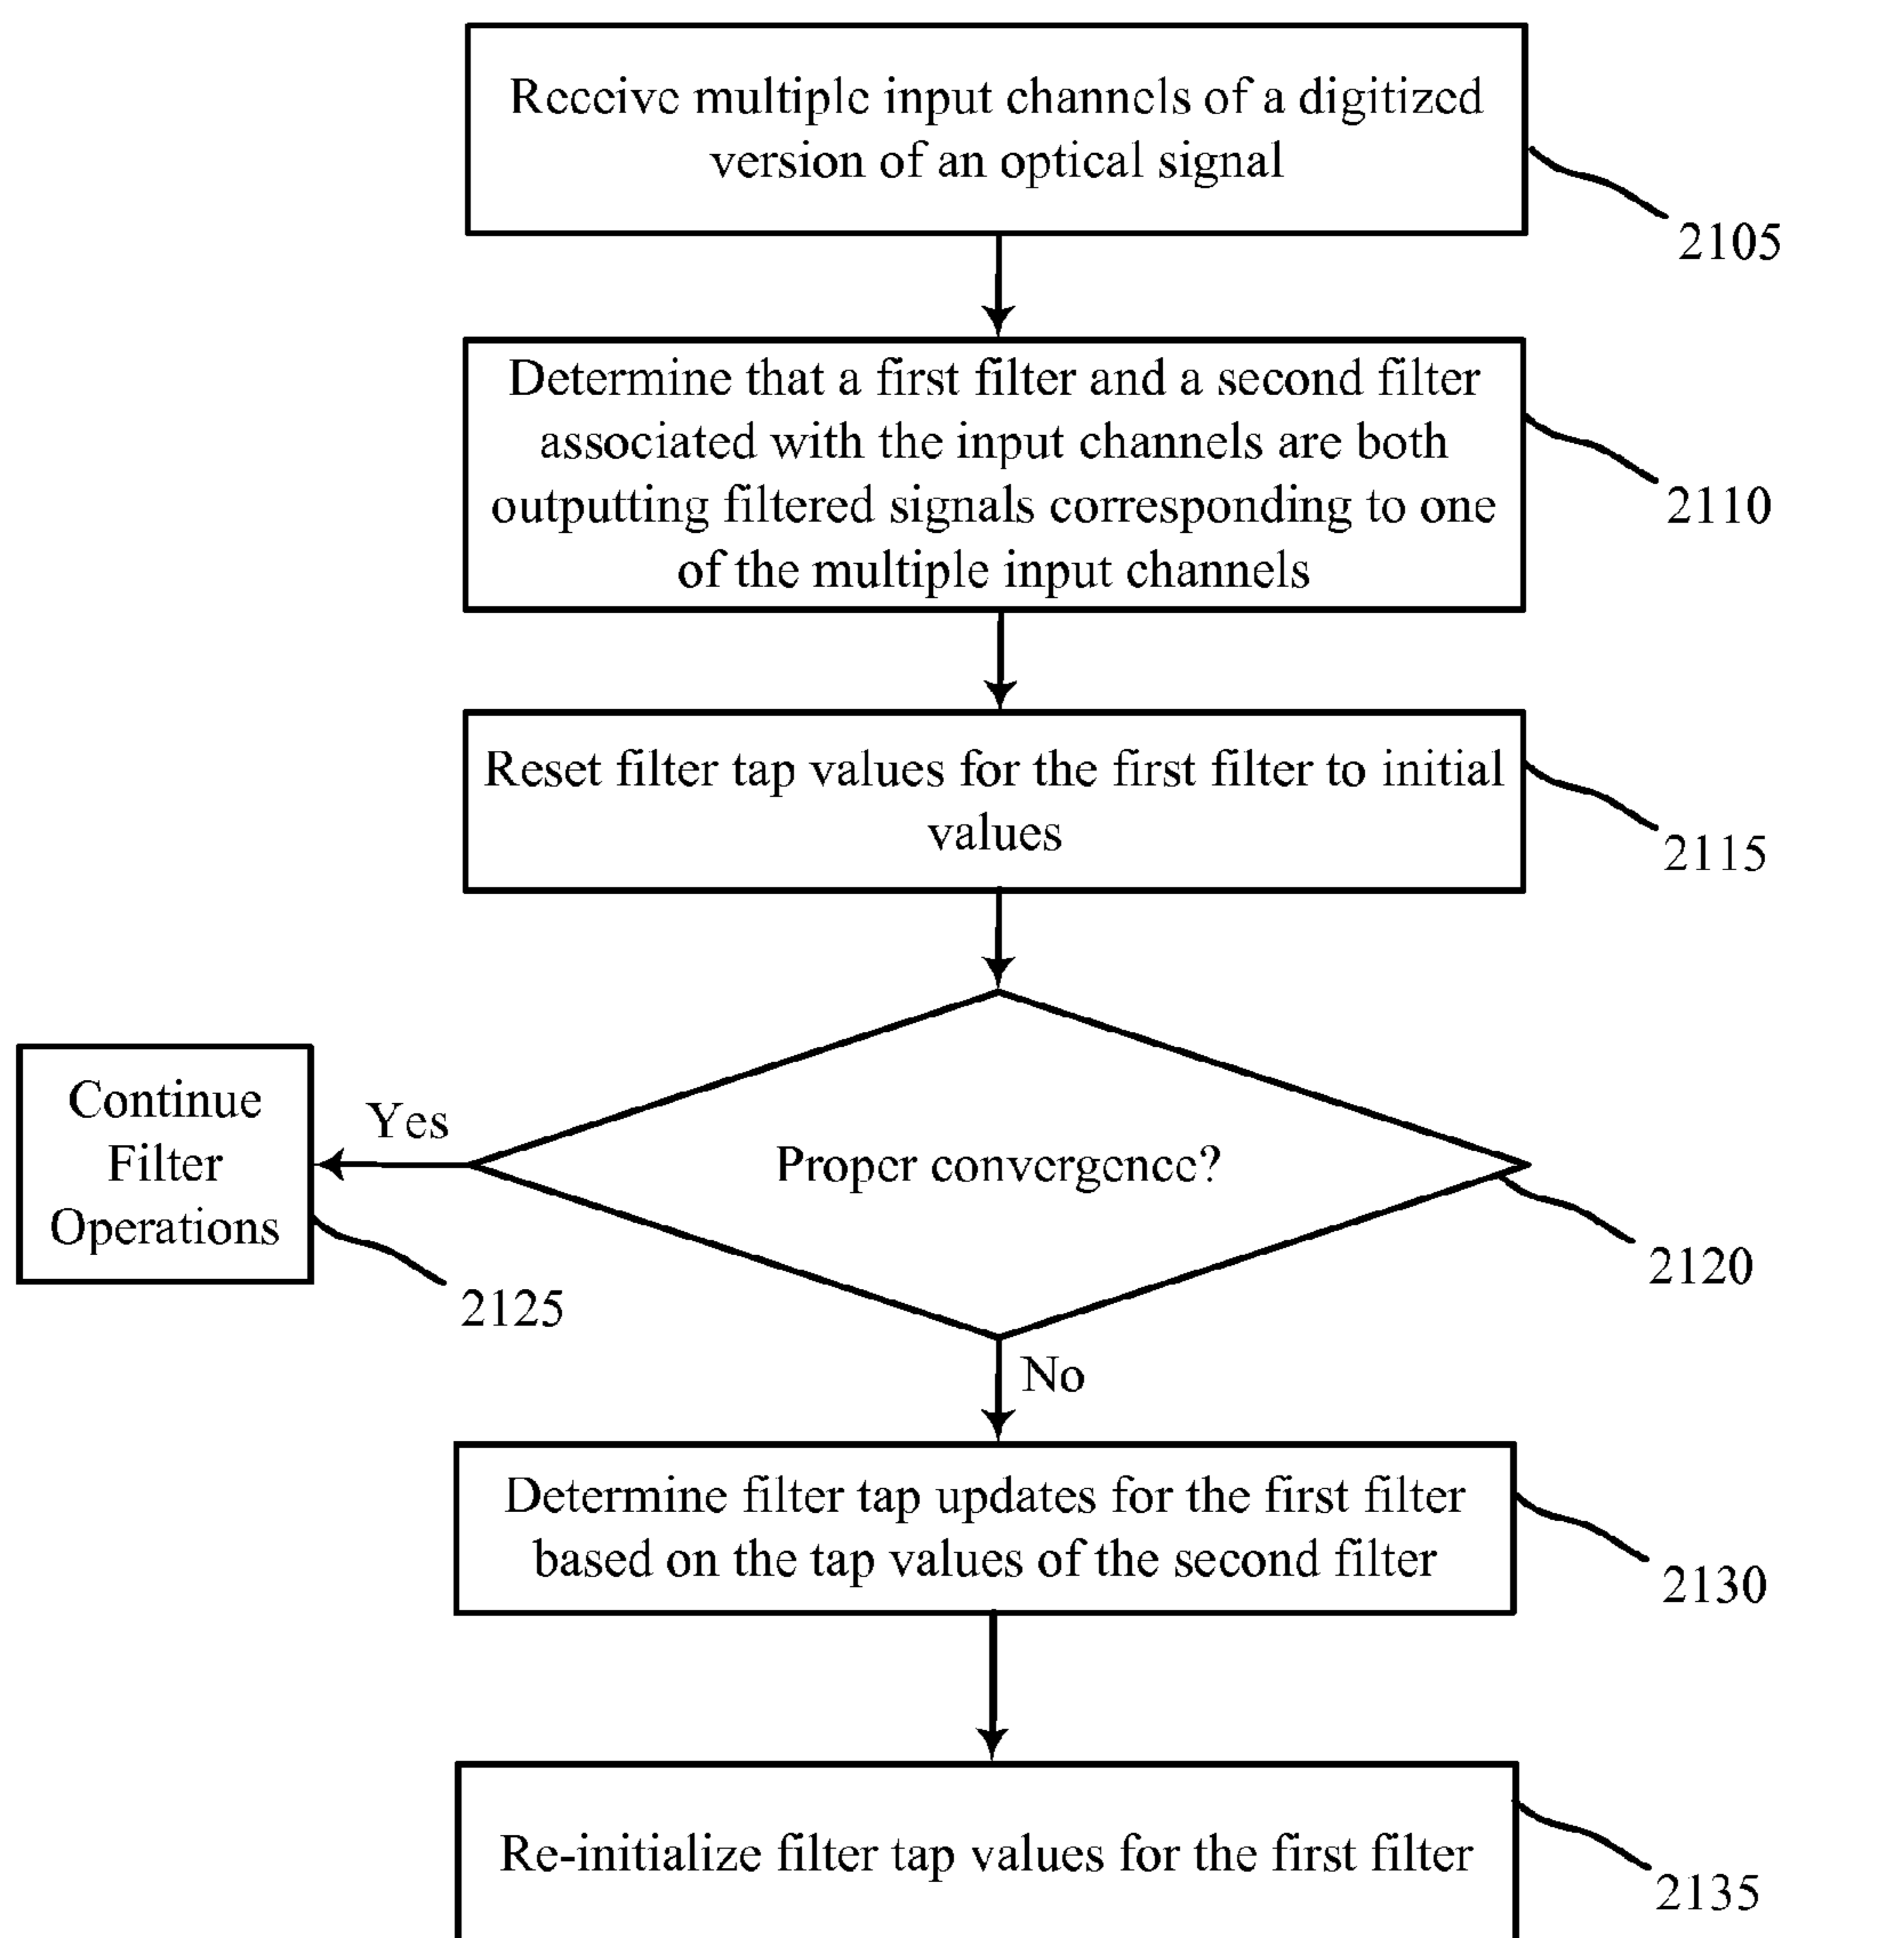 Receive multiple input channels of a digitized
version of an optical signal
2105
Determine that a first filter and a second filter
associated with the input channels are both
outputting filtered signals corresponding to one
of the multiple input channels
2110
Reset filter tap values for the first filter to initial
values
2115
Proper convergence?
2120
Yes
Continue
Filter
Operations
2125
No
Determine filter tap updates for the first filter
based on the tap values of the second filter
2130
Re-initialize filter tap values for the first filter
2135